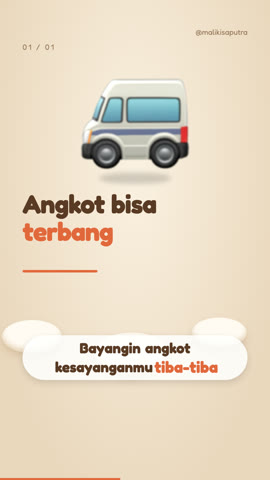 @malikisaputra
01 / 01
Angkot bisa
terbang
Bayangin angkot
kesayanganmu tiba-tiba